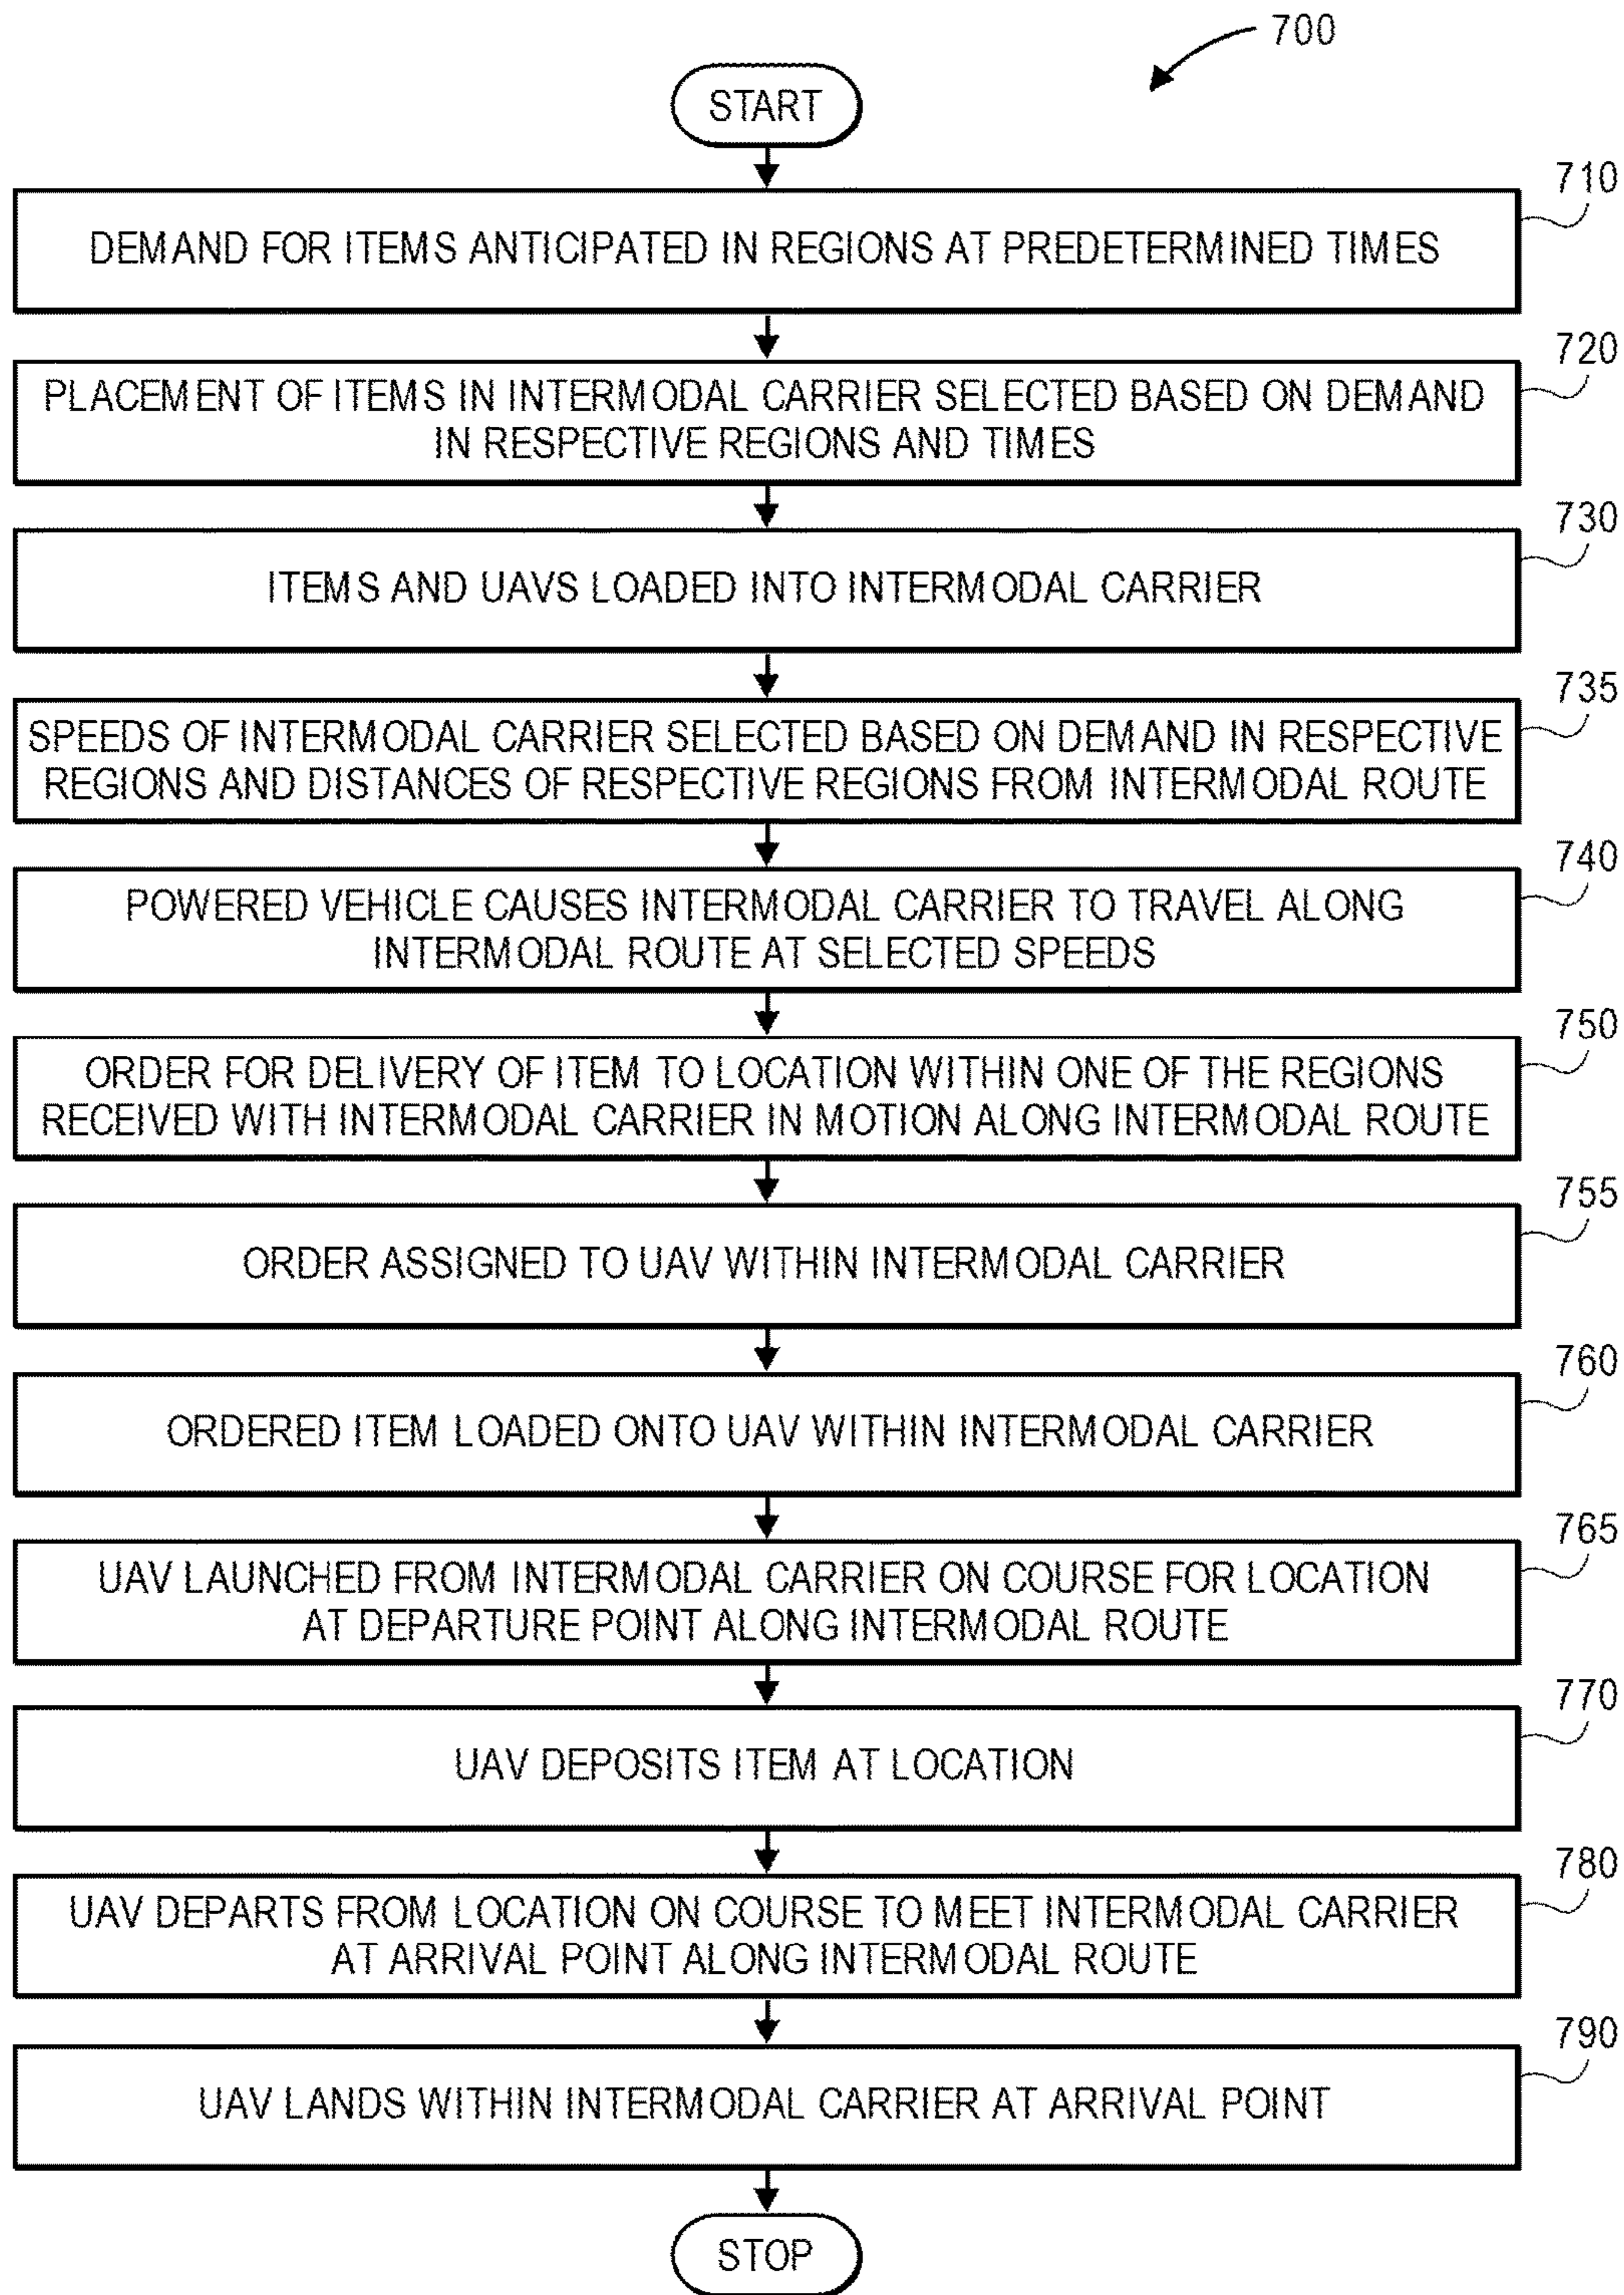 700
START
710
DEMAND FOR ITEMS ANTICIPATED IN REGIONS AT PREDETERMINED TIMES
720
PLACEMENT OF ITEMS IN INTERMODAL CARRIER SELECTED BASED ON DEMAND
IN RESPECTIVE REGIONS AND TIMES
730
ITEMS AND UAVS LOADED INTO INTERMODAL CARRIER
735
SPEEDS OF INTERMODAL CARRIER SELECTED BASED ON DEMAND IN RESPECTIVE
REGIONS AND DISTANCES OF RESPECTIVE REGIONS FROM INTERMODAL ROUTE
740
POWERED VEHICLE CAUSES INTERMODAL CARRIER TO TRAVEL ALONG
INTERMODAL ROUTE AT SELECTED SPEEDS
750
ORDER FOR DELIVERY OF ITEM TO LOCATION WITHIN ONE OF THE REGIONS
RECEIVED WITH INTERMODAL CARRIER IN MOTION ALONG INTERMODAL ROUTE
755
ORDER ASSIGNED TO UAV WITHIN INTERMODAL CARRIER
760
ORDERED ITEM LOADED ONTO UAV WITHIN INTERMODAL CARRIER
765
UAV LAUNCHED FROM INTERMODAL CARRIER ON COURSE FOR LOCATION
AT DEPARTURE POINT ALONG INTERMODAL ROUTE
770
UAV DEPOSITS ITEM AT LOCATION
780
UAV DEPARTS FROM LOCATION ON COURSE TO MEET INTERMODAL CARRIER
AT ARRIVAL POINT ALONG INTERMODAL ROUTE
790
UAV LANDS WITHIN INTERMODAL CARRIER AT ARRIVAL POINT
STOP